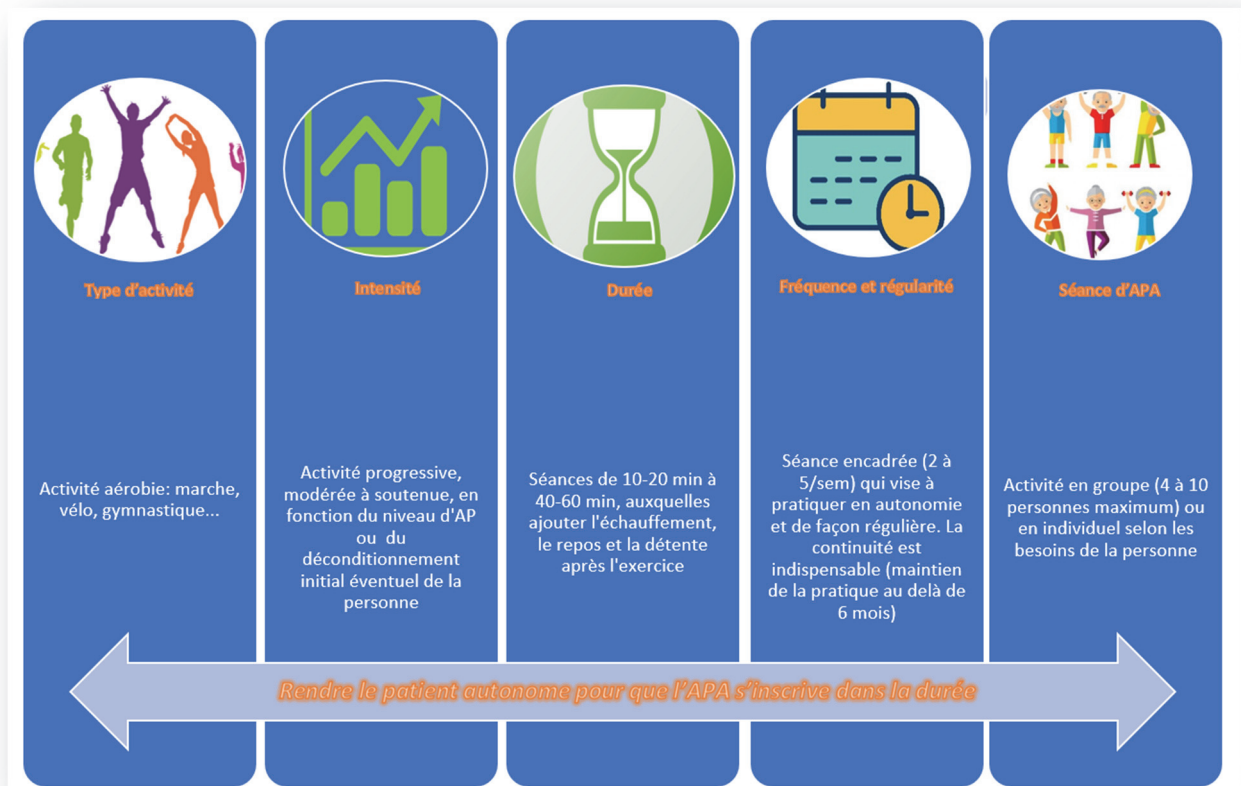 Type d'activité
Activité aérobie: marche,
vélo, gymnastique...
Intensité
Activité progressive,
modérée à soutenue, en
fonction du niveau d'AP
ou du
déconditionnement
initial éventuel de la
personne
Durée
Séances de 10-20 min à
40-60 min, auxquelles
ajouter l'échauffement,
le repos et la détente
après l'exercice
Fréquence et régularité
Séance encadrée (2 à
5/sem) qui vise à
pratiquer en autonomie
et de façon régulière. La
continuité est
indispensable (maintien
de la pratique au delà de
6 mois)
Séance d'APA
Activité en groupe (4 à 10
personnes maximum) ou
en individuel selon les
besoins de la personne
Rendre le patient autonome pour que l'APA s'inscrive dans la durée